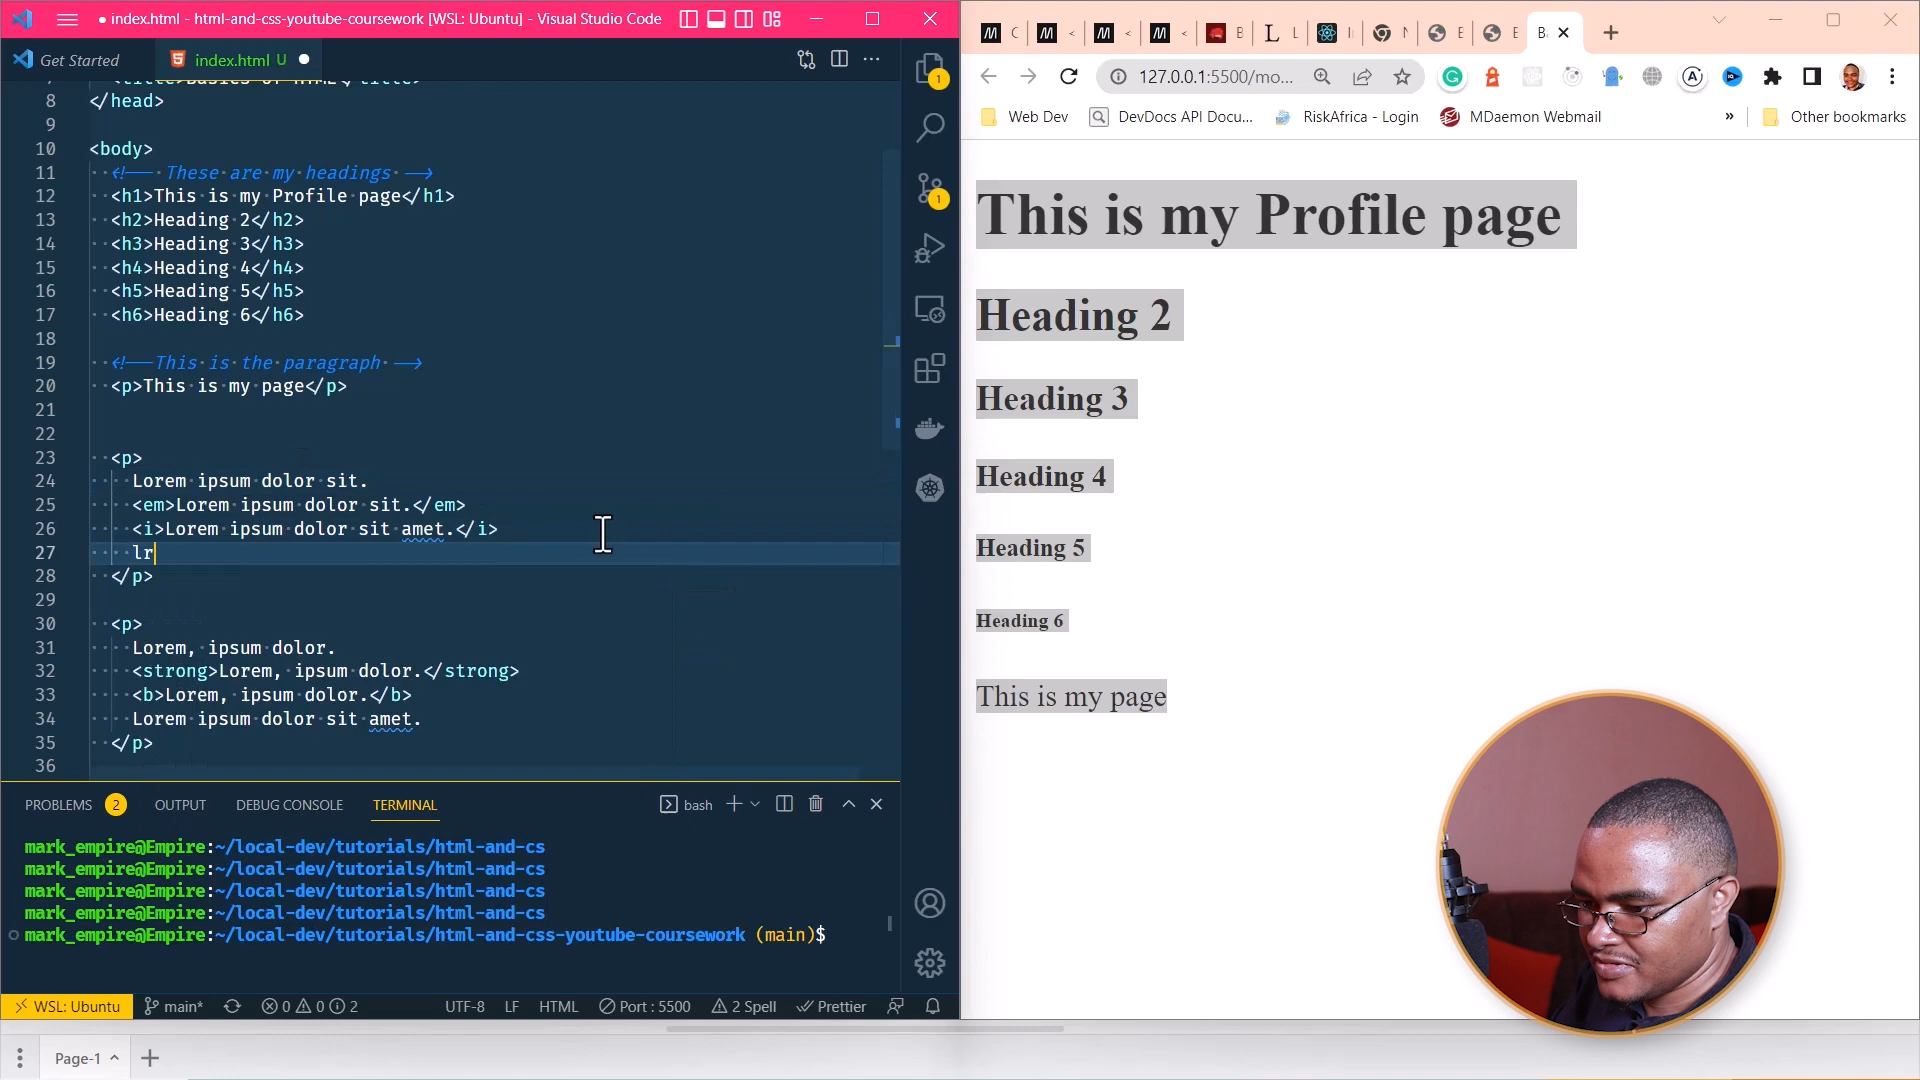 index.html - html-and-css-youtube-coursework [WSL: Ubuntu] - Visual Studio Code
Get Started
index.html U
8 </head>
9
10 <body>
11 <!-- These are my headings -->
12 <h1>This is my Profile page</h1>
13 <h2>Heading 2</h2>
14 <h3>Heading 3</h3>
15 <h4>Heading 4</h4>
16 <h5>Heading 5</h5>
17 <h6>Heading 6</h6>
18
19 <!--This is the paragraph -->
20 <p>This is my page</p>
21
22
23 <p>
24 Lorem ipsum dolor sit.
25 <em>Lorem ipsum dolor sit.</em>
26 <i>Lorem ipsum dolor sit amet.</i>
27 lr
28 </p>
29
30 <p>
31 Lorem, ipsum dolor.
32 <strong>Lorem, ipsum dolor.</strong>
33 <b>Lorem, ipsum dolor.</b>
34 Lorem ipsum dolor sit amet.
35 </p>
36
1
1
PROBLEMS 2 OUTPUT DEBUG CONSOLE TERMINAL bash
mark_empire@Empire:~/local-dev/tutorials/html-and-cs
mark_empire@Empire:~/local-dev/tutorials/html-and-cs
mark_empire@Empire:~/local-dev/tutorials/html-and-cs
mark_empire@Empire:~/local-dev/tutorials/html-and-cs
mark_empire@Empire:~/local-dev/tutorials/html-and-css-youtube-coursework (main)$
WSL: Ubuntu main* 0 0 2 UTF-8 LF HTML Port : 5500 2 Spell Prettier
Page-1
127.0.0.1:5500/mo...
Web Dev DevDocs API Docu... RiskAfrica - Login MDaemon Webmail » Other bookmarks
This is my Profile page
Heading 2
Heading 3
Heading 4
Heading 5
Heading 6
This is my page